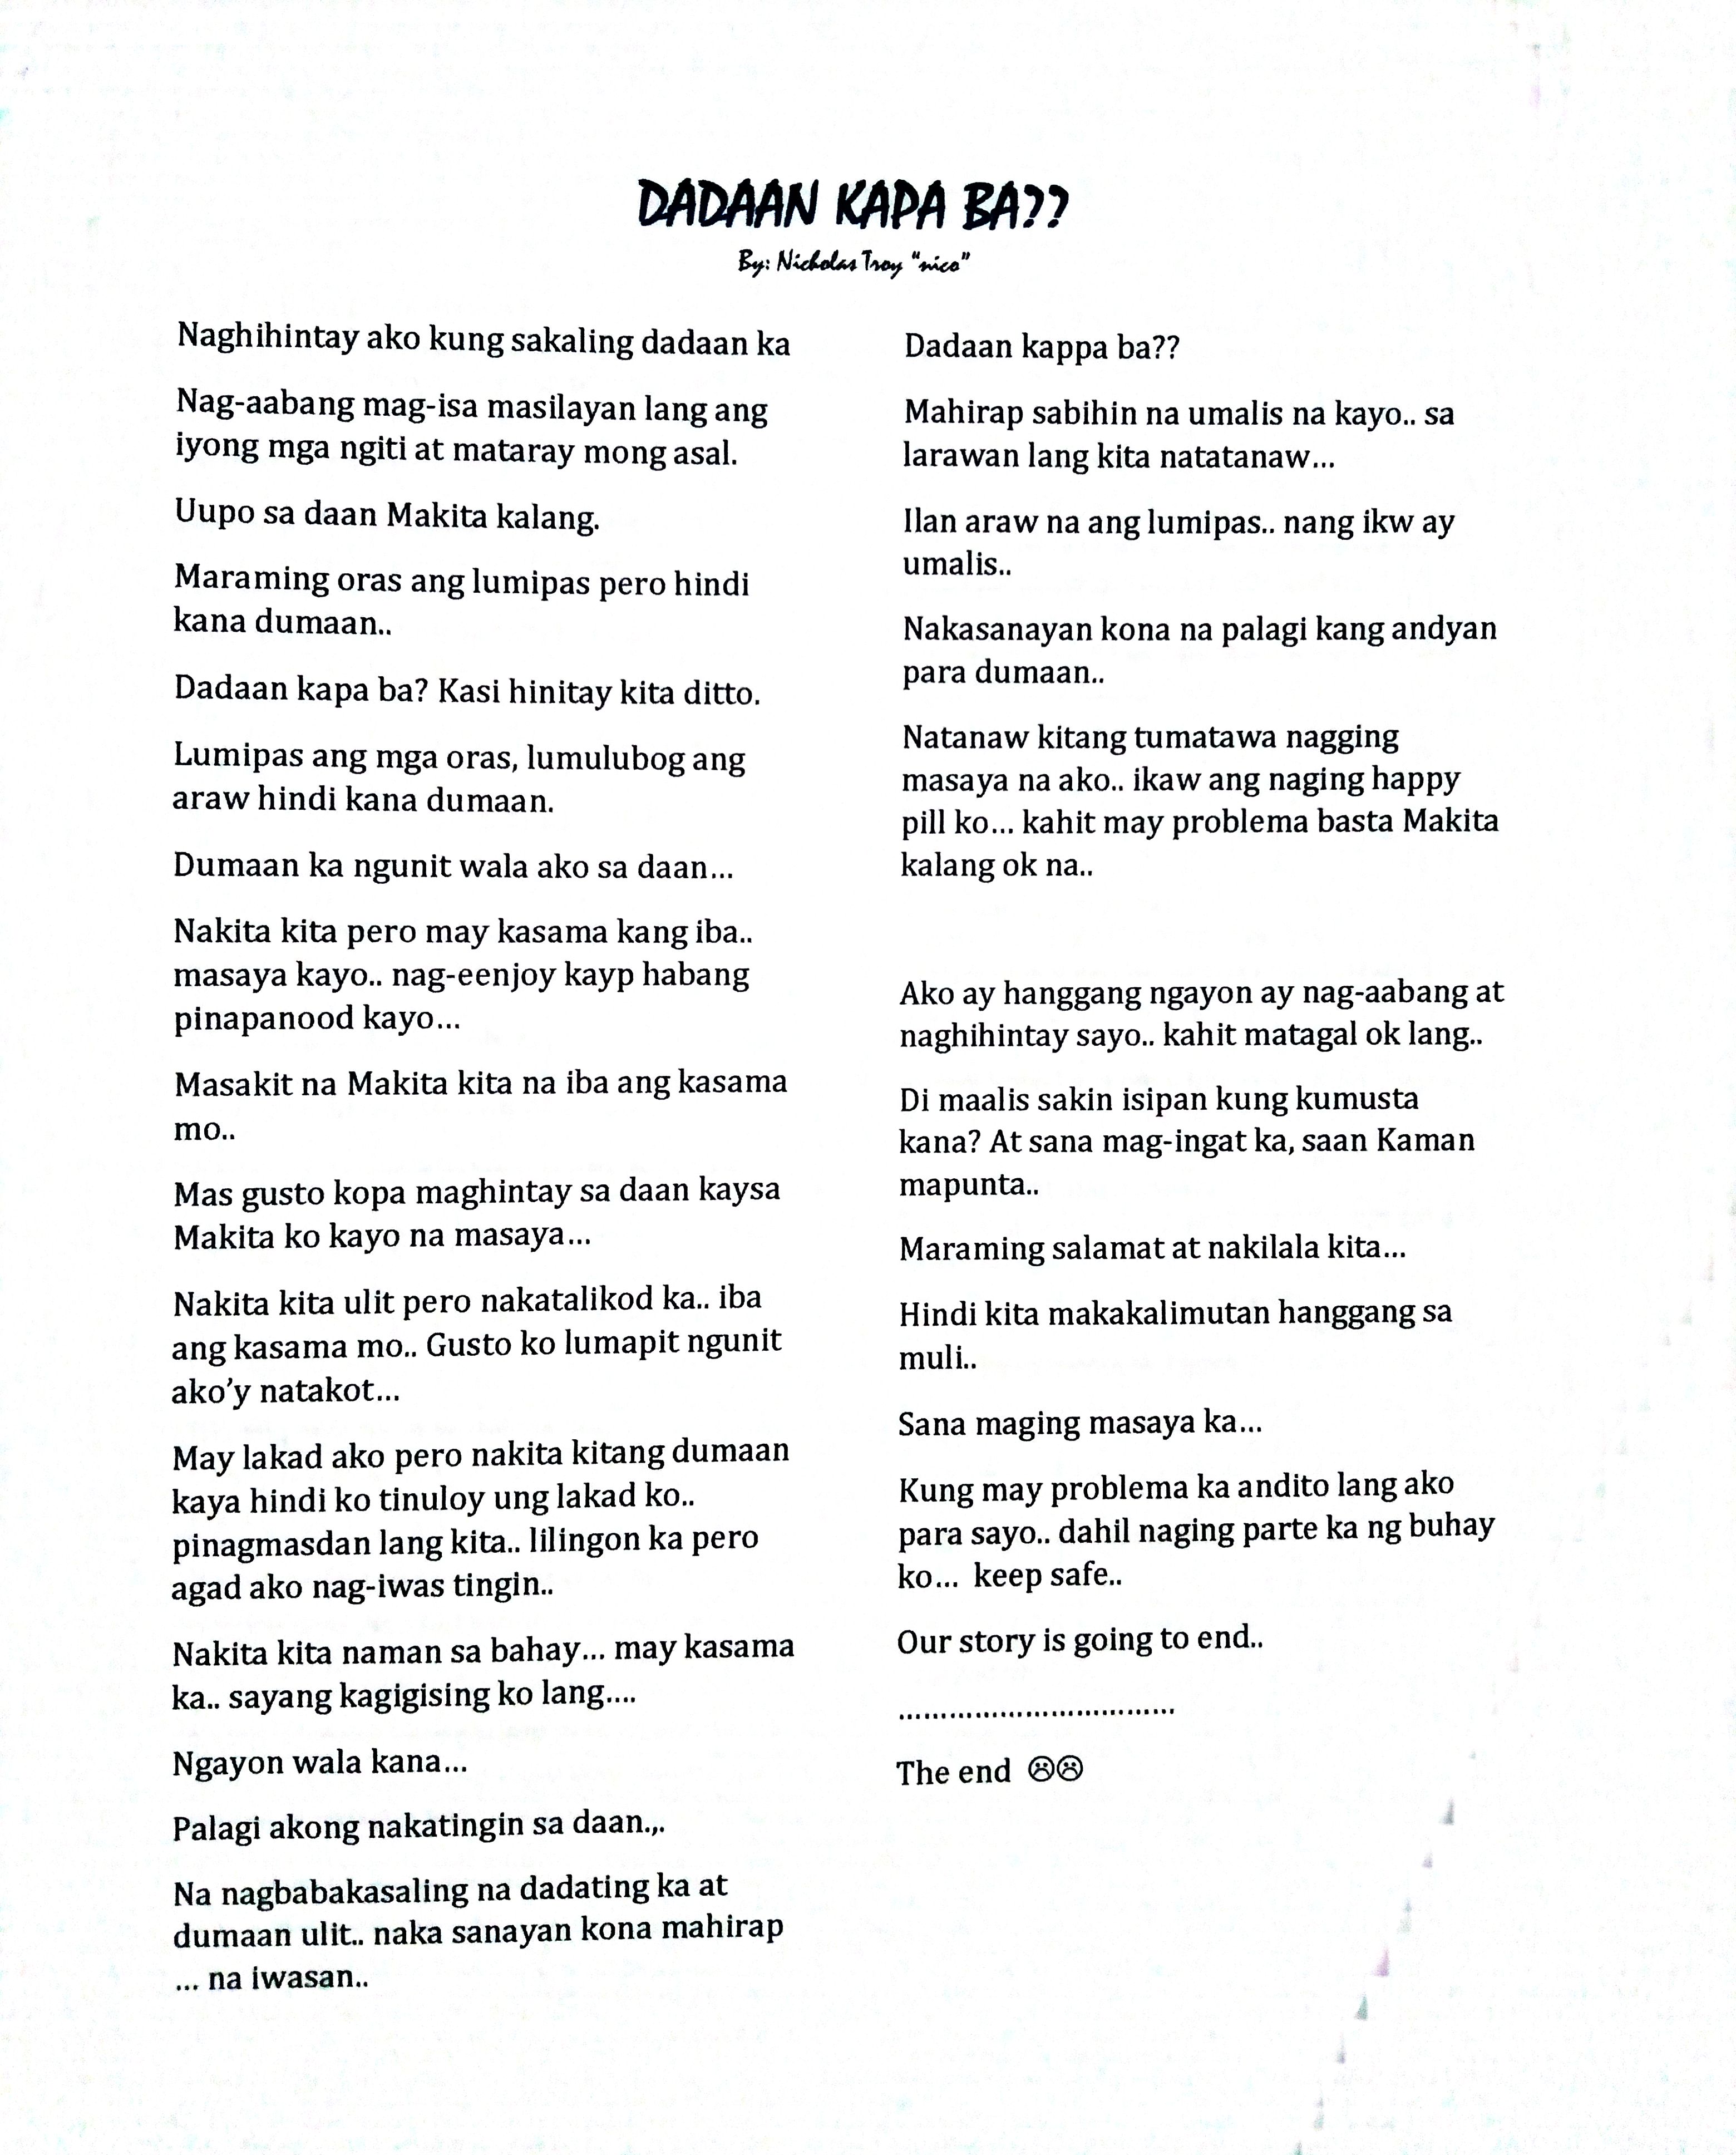 DADAAN KAPA BA??
By: Nicholas Troy "nico"
Naghihintay ako kung sakaling dadaan ka
Nag-aabang mag-isa masilayan lang ang
iyong mga ngiti at mataray mong asal.
Uupo sa daan Makita kalang.
Maraming oras ang lumipas pero hindi
kana dumaan..
Dadaan kapa ba? Kasi hinitay kita ditto.
Lumipas ang mga oras, lumulubog ang
araw hindi kana dumaan.
Dumaan ka ngunit wala ako sa daan...
Nakita kita pero may kasama kang iba..
masaya kayo.. nag-eenjoy kayp habang
pinapanood kayo...
Masakit na Makita kita na iba ang kasama
mo..
Mas gusto kopa maghintay sa daan kaysa
Makita ko kayo na masaya...
Nakita kita ulit pero nakatalikod ka.. iba
ang kasama mo.. Gusto ko lumapit ngunit
ako'y natakot...
May lakad ako pero nakita kitang dumaan
kaya hindi ko tinuloy ung lakad ko..
pinagmasdan lang kita.. lilingon ka pero
agad ako nag-iwas tingin..
Nakita kita naman sa bahay... may kasama
ka.. sayang kagigising ko lang....
Ngayon wala kana...
Palagi akong nakatingin sa daan.,.
Na nagbabakasaling na dadating ka at
dumaan ulit.. naka sanayan kona mahirap
... na iwasan..
Dadaan kappa ba??
Mahirap sabihin na umalis na kayo.. sa
larawan lang kita natatanaw...
Ilan araw na ang lumipas.. nang ikw ay
umalis..
Nakasanayan kona na palagi kang andyan
para dumaan..
Natanaw kitang tumatawa nagging
masaya na ako.. ikaw ang naging happy
pill ko... kahit may problema basta Makita
kalang ok na..
Ako ay hanggang ngayon ay nag-aabang at
naghihintay sayo.. kahit matagal ok lang..
Di maalis sakin isipan kung kumusta
kana? At sana mag-ingat ka, saan Kaman
mapunta..
Maraming salamat at nakilala kita...
Hindi kita makakalimutan hanggang sa
muli..
Sana maging masaya ka...
Kung may problema ka andito lang ako
para sayo.. dahil naging parte ka ng buhay
ko... keep safe..
Our story is going to end..
................................
The end ☹☹